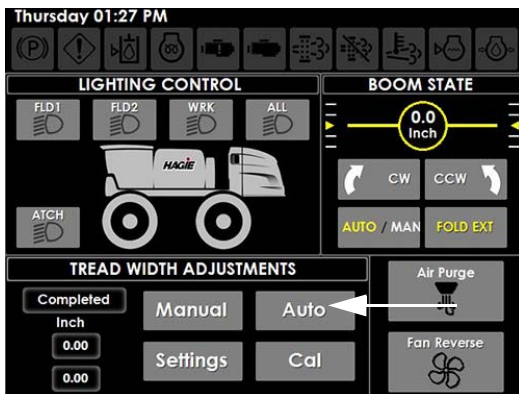 Thursday 01:27 PM
LIGHTING CONTROL
FLD1 FLD2 WRK ALL
HAGIE
ATCH
BOOM STATE
0.0
Inch
CW CCW
AUTO / MAN FOLD EXT
TREAD WIDTH ADJUSTMENTS
Completed
Inch
0.00
0.00
Manual Auto
Settings Cal
Air Purge
Fan Reverse